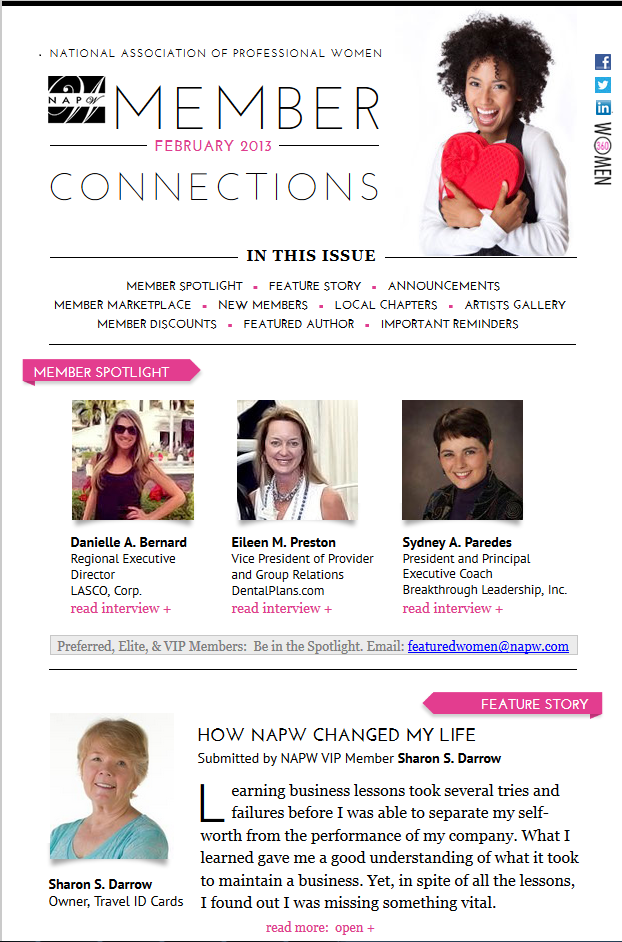 NATIONAL ASSOCIATION OF PROFESSIONAL WOMEN
NAPW
MEMBER
FEBRUARY 2013
CONNECTIONS
360
WOMEN
IN THIS ISSUE
MEMBER SPOTLIGHT ▪ FEATURE STORY ▪ ANNOUNCEMENTS
MEMBER MARKETPLACE ▪ NEW MEMBERS ▪ LOCAL CHAPTERS ▪ ARTISTS GALLERY
MEMBER DISCOUNTS ▪ FEATURED AUTHOR ▪ IMPORTANT REMINDERS
MEMBER SPOTLIGHT
Danielle A. Bernard
Regional Executive
Director
LASCO, Corp.
read interview +
Eileen M. Preston
Vice President of Provider
and Group Relations
DentalPlans.com
read interview +
Sydney A. Paredes
President and Principal
Executive Coach
Breakthrough Leadership, Inc.
read interview +
Preferred, Elite, & VIP Members: Be in the Spotlight. Email: featuredwomen@napw.com
FEATURE STORY
HOW NAPW CHANGED MY LIFE
Submitted by NAPW VIP Member Sharon S. Darrow
Learning business lessons took several tries and
failures before I was able to separate my self-
worth from the performance of my company. What I
learned gave me a good understanding of what it took
to maintain a business. Yet, in spite of all the lessons,
I found out I was missing something vital.
read more: open +
Sharon S. Darrow
Owner, Travel ID Cards